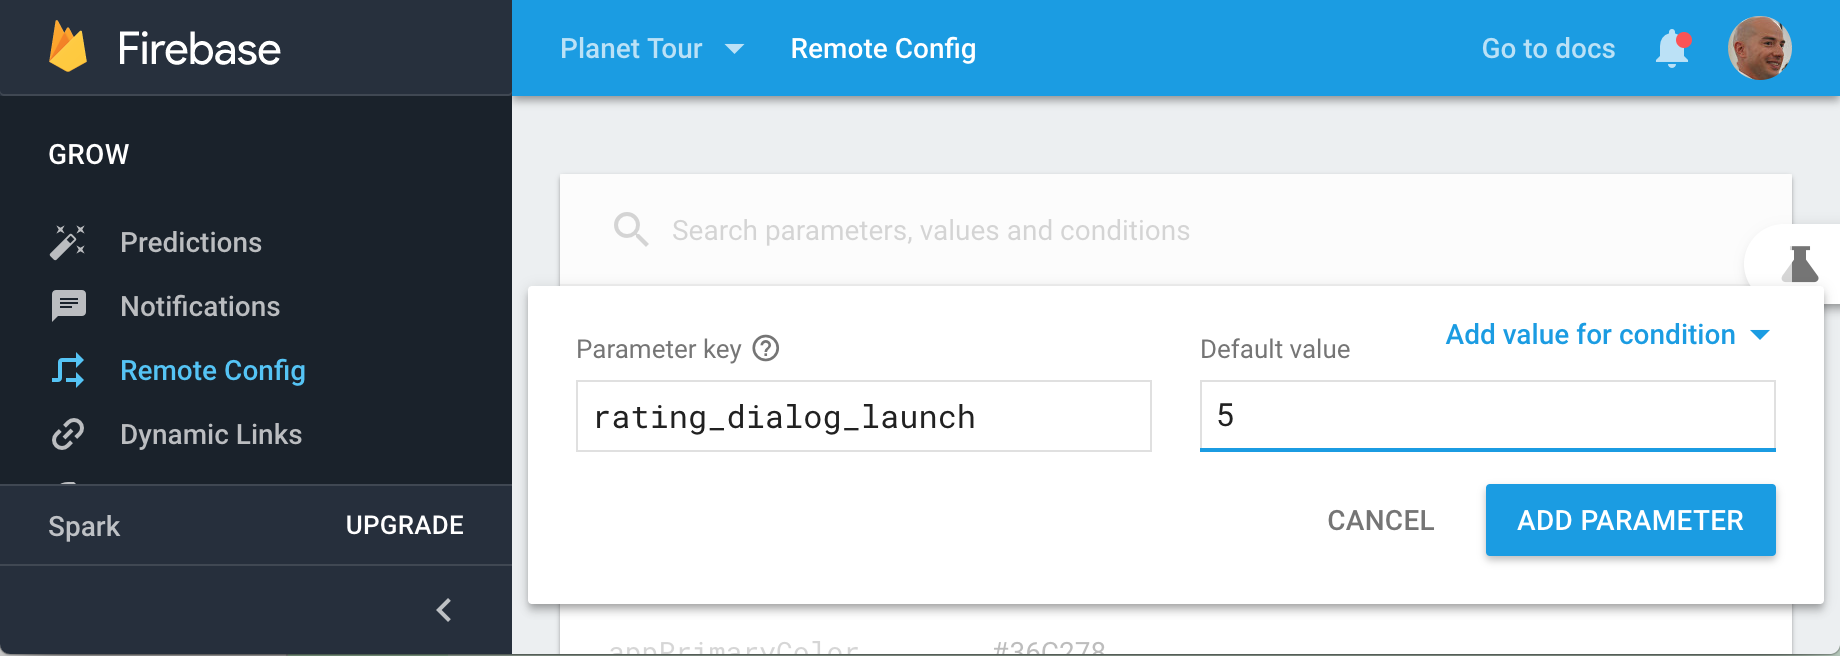 Firebase
Planet Tour
Remote Config
Go to docs
GROW
Predictions
Notifications
Remote Config
Dynamic Links
Spark
UPGRADE
Search parameters, values and conditions
Parameter key ?
rating_dialog_launch
Add value for condition
Default value
5
CANCEL
ADD PARAMETER
appPrimaryColor
#36C278